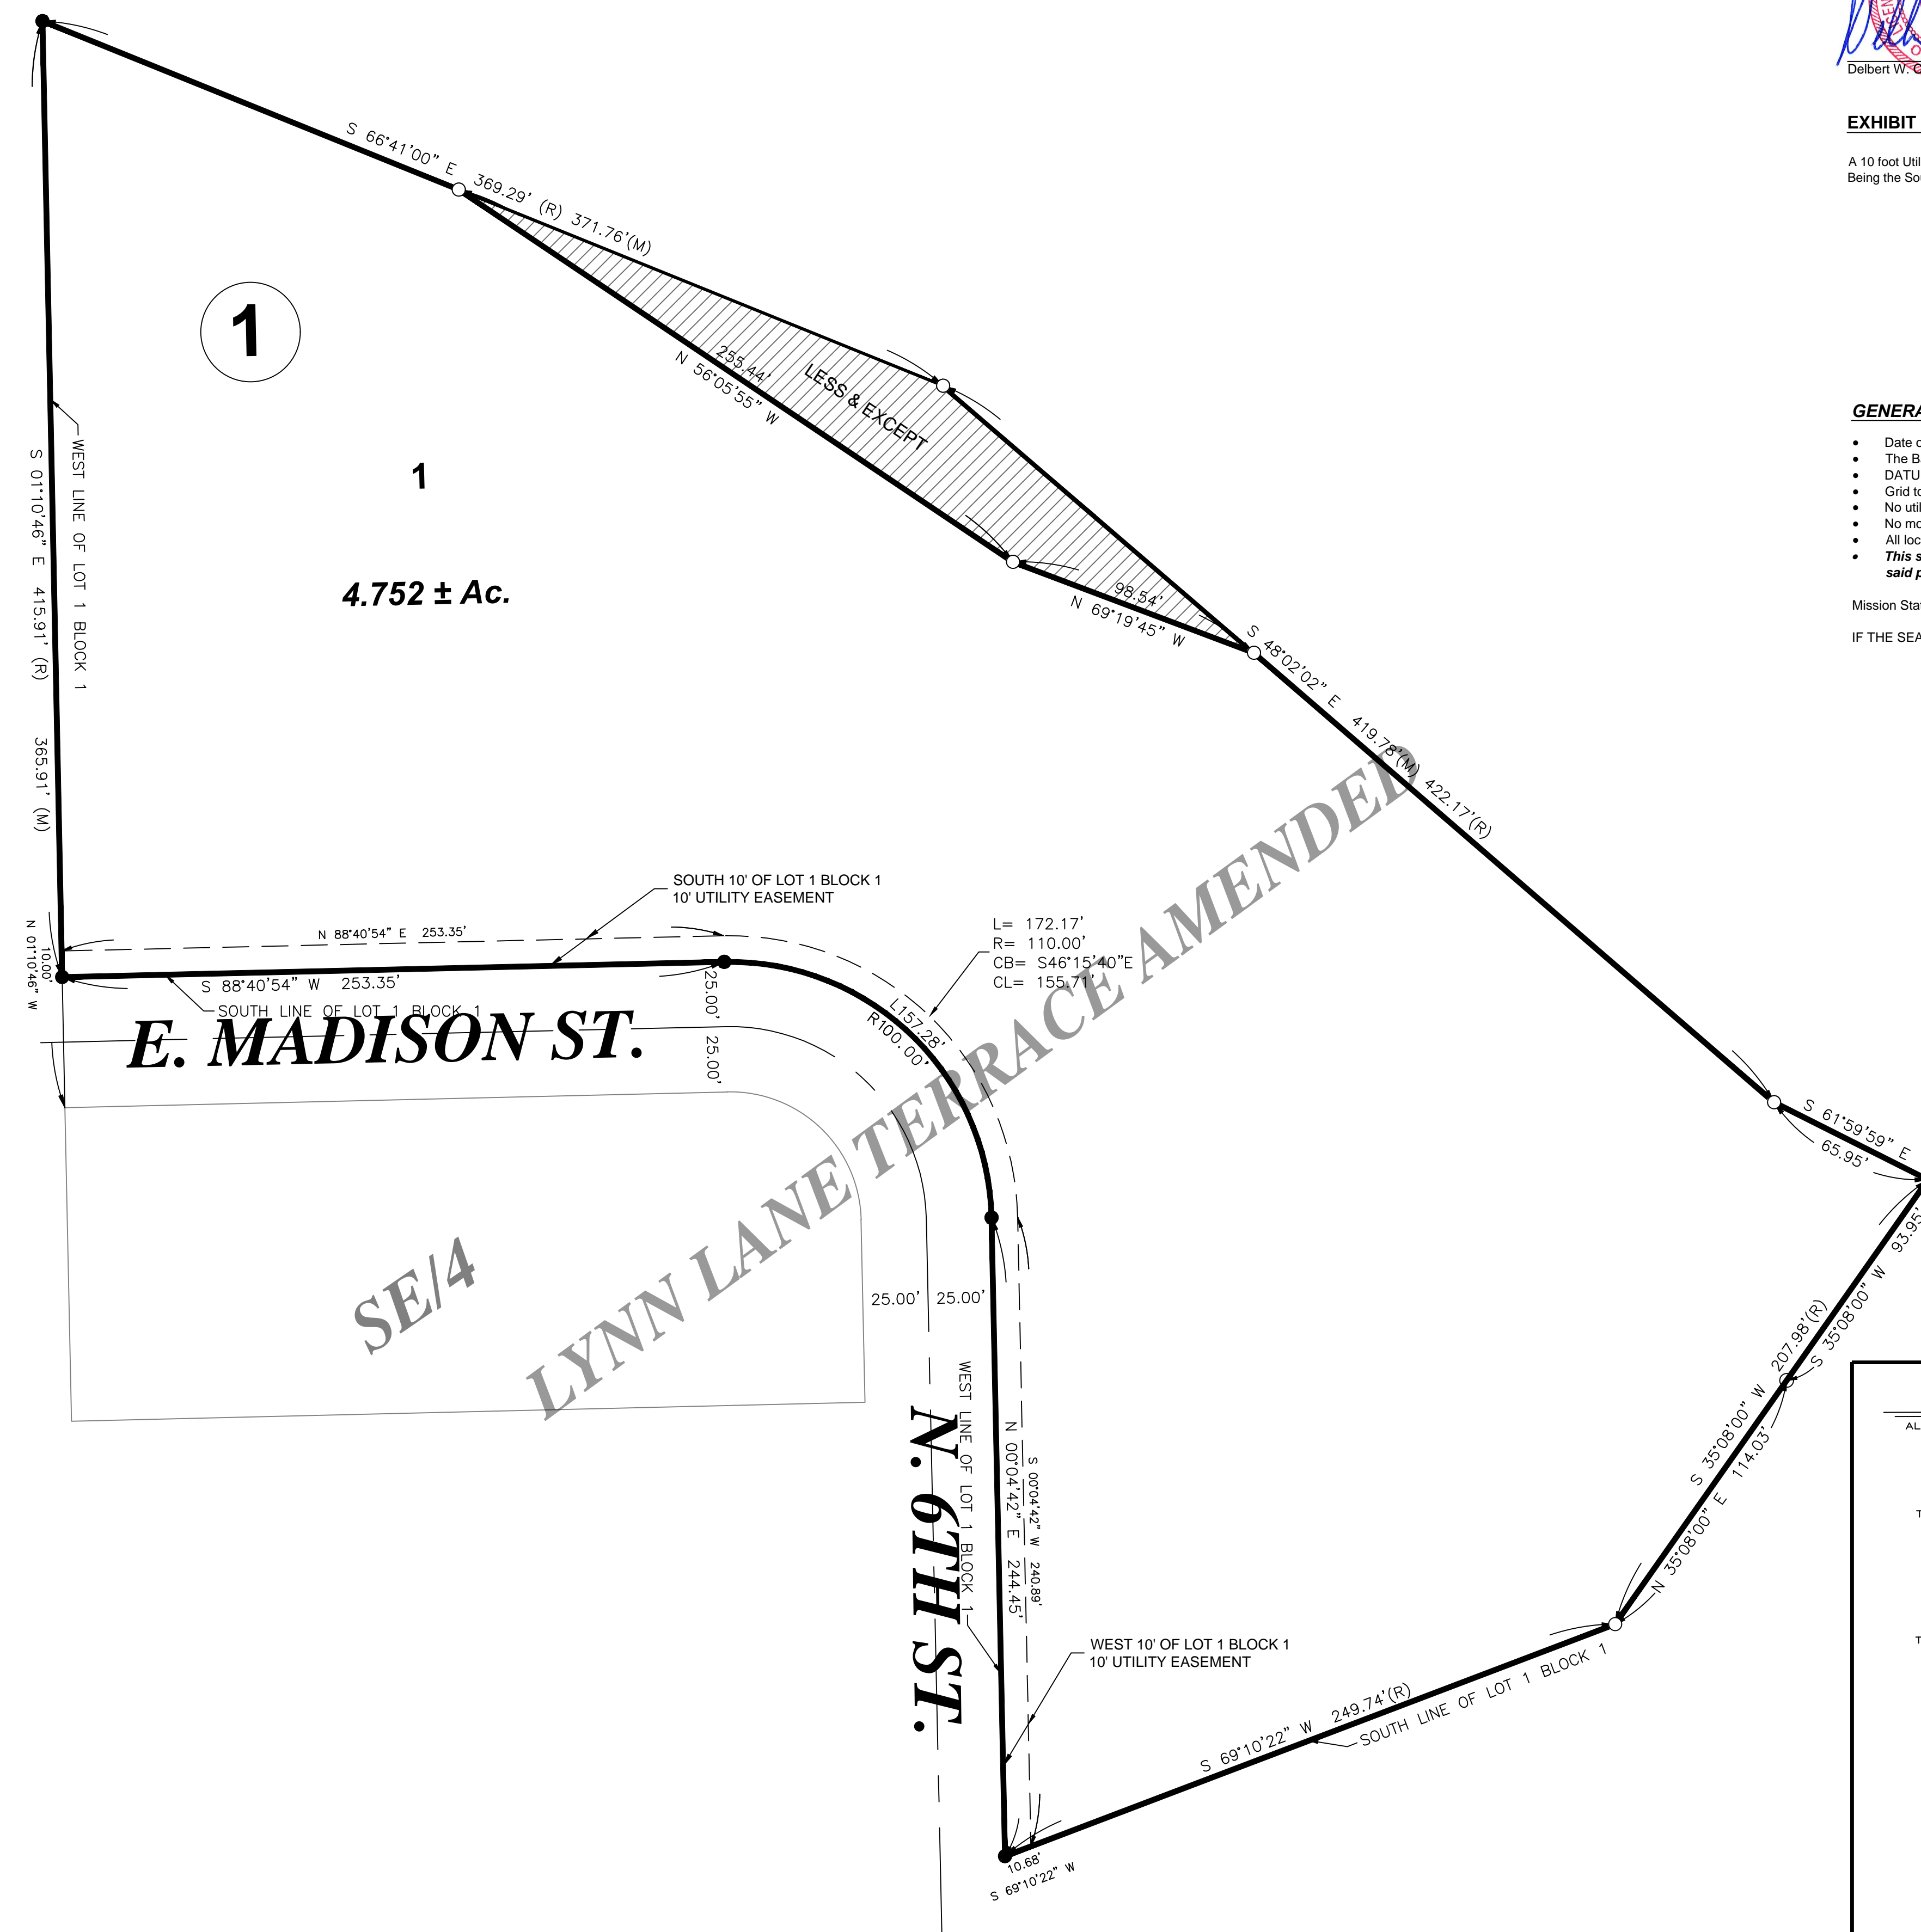 Delbert W.
EXHIBIT
A 10 foot Util
Being the Sou
S 66°41'00" E 369.29' (R) 371.76'(M)
1
255.44'
N 56°05'55" W
LESS & EXCEPT
GENERA
Date o
The B
DATU
Grid to
No util
No mo
All loc
This s
said p
Mission Sta
IF THE SEA
WEST LINE OF LOT 1 BLOCK 1
S 01°10'46" E 415.91' (R) 365.91' (M)
1
4.752 ± Ac.
98.54'
N 69°19'45" W
S 48°02'02" E 419.78'(M) 422.17'(R)
LYNN LANE TERRACE AMENDED
SOUTH 10' OF LOT 1 BLOCK 1
10' UTILITY EASEMENT
N 88°40'54" E 253.35'
10.00'
N 01°10'46" W
S 88°40'54" W 253.35'
SOUTH LINE OF LOT 1 BLOCK 1
E. MADISON ST.
25.00'
25.00'
L= 172.17'
R= 110.00'
CB= S46°15'40"E
CL= 155.71'
L157.28'
R100.00'
S 61°59'59" E
65.95'
S 35°08'00" W 93.95'
S 35°08'00" W 207.98'(R)
N 35°08'00" E 114.03'
SE/4
25.00' 25.00'
N. 6TH ST.
WEST LINE OF LOT 1 BLOCK 1
N 00°04'42" E 244.45'
S 00°04'42" W 240.89'
WEST 10' OF LOT 1 BLOCK 1
10' UTILITY EASEMENT
S 69°10'22" W 249.74'(R)
SOUTH LINE OF LOT 1 BLOCK 1
10.68'
S 69°10'22" W
AL
T
T